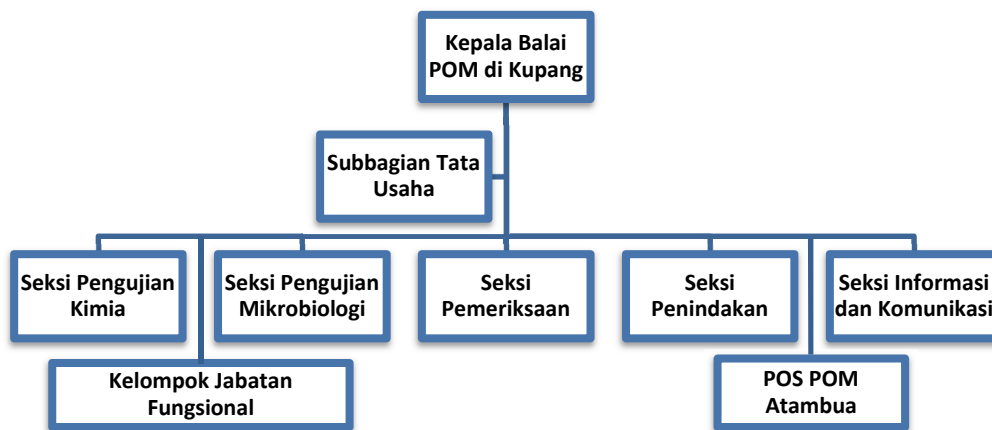 Kepala Balai
POM di Kupang
Subbagian Tata
Usaha
Seksi Pengujian
Kimia
Seksi Pengujian
Mikrobiologi
Seksi
Pemeriksaan
Seksi
Penindakan
Seksi Informasi
dan Komunikasi
Kelompok Jabatan
Fungsional
POS POM
Atambua